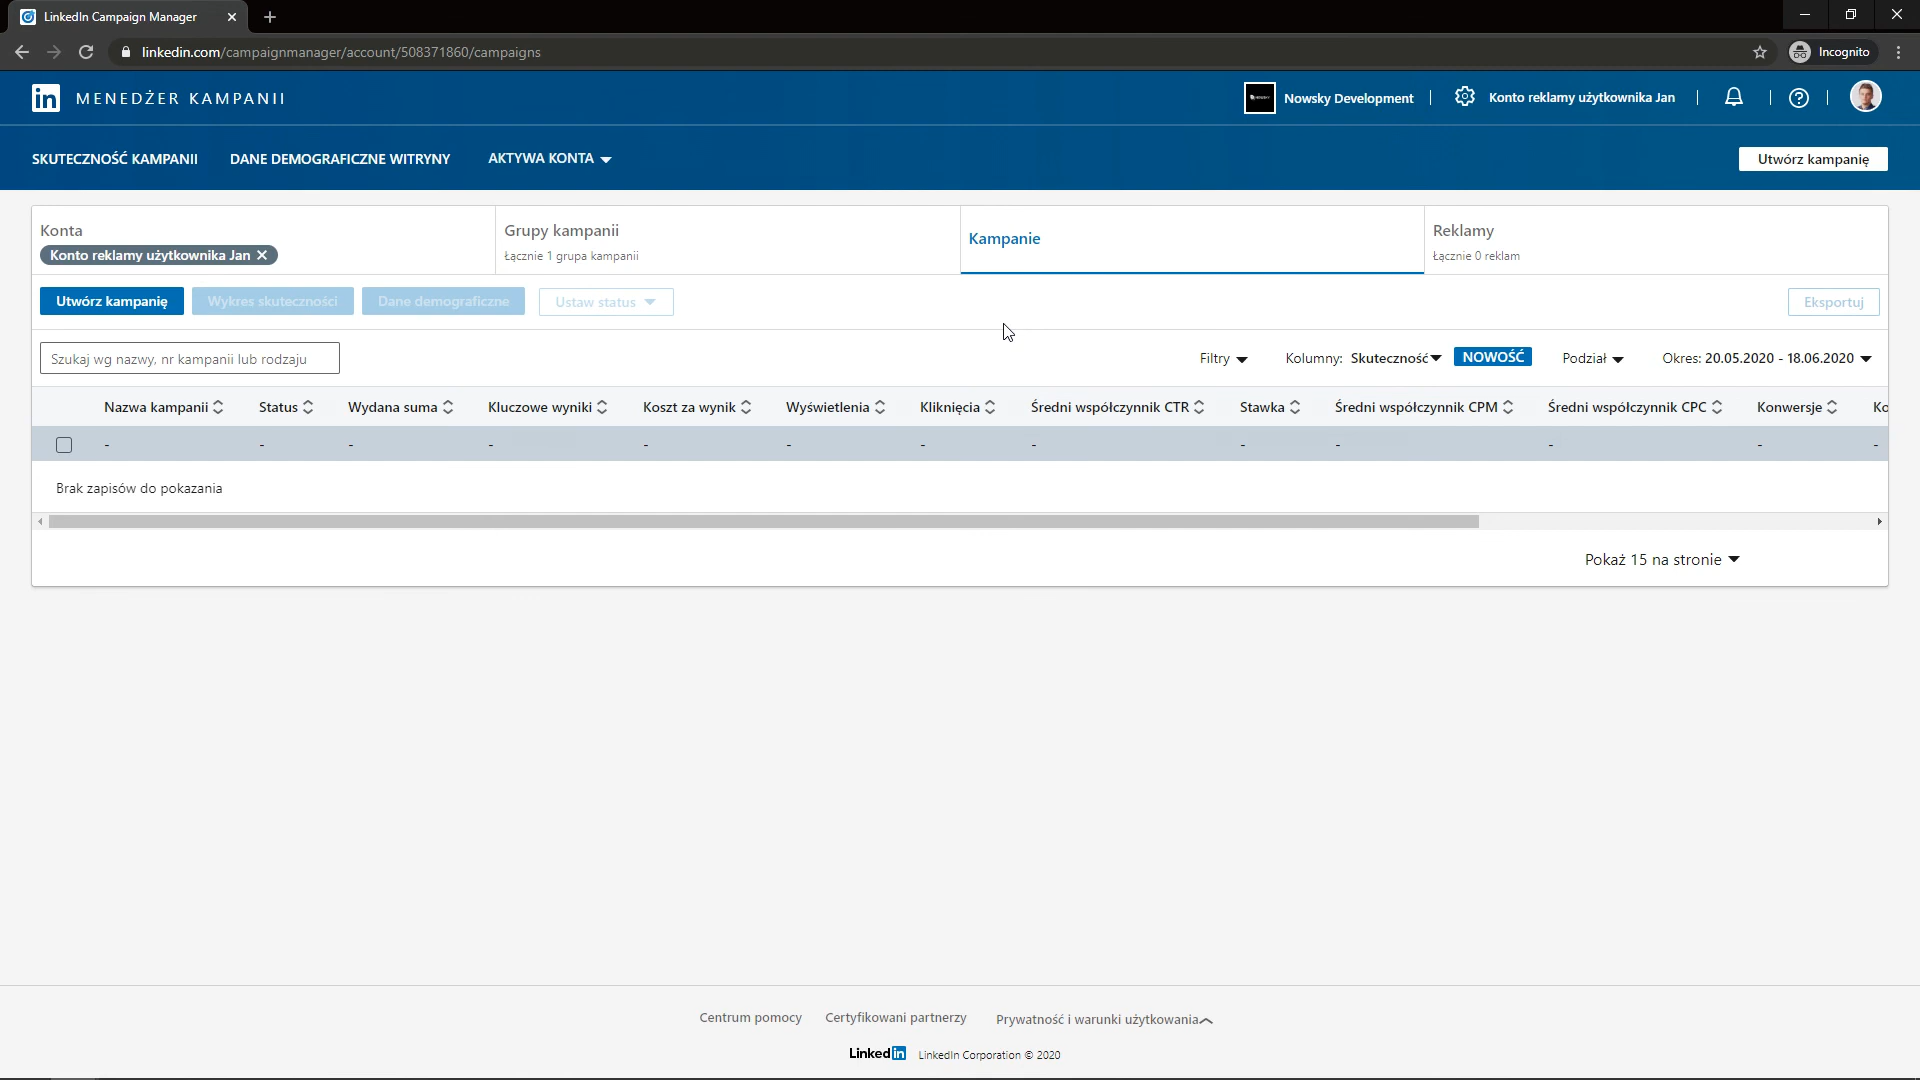 LinkedIn Campaign Manager
linkedin.com/campaignmanager/account/508371860/campaigns
Incognito
in MENEDŻER KAMPANII
Nowsky Development
Konto reklamy użytkownika Jan
SKUTECZNOŚĆ KAMPANII DANE DEMOGRAFICZNE WITRYNY AKTYWA KONTA
Utwórz kampanię
Konta
Konto reklamy użytkownika Jan
Grupy kampanii
Łącznie 1 grupa kampanii
Kampanie
Reklamy
Łącznie 0 reklam
Utwórz kampanię Wykres skuteczności Dane demograficzne Ustaw status Eksportuj
Szukaj wg nazwy, nr kampanii lub rodzaju
Filtry Kolumny: Skuteczność NOWOŚĆ Podział Okres: 20.05.2020 - 18.06.2020
Nazwa kampanii Status Wydana suma Kluczowe wyniki Koszt za wynik Wyświetlenia Kliknięcia Średni współczynnik CTR Stawka Średni współczynnik CPM Średni współczynnik CPC Konwersje Ko
- - - - - - - - - - - - -
Brak zapisów do pokazania
Pokaż 15 na stronie
Centrum pomocy Certyfikowani partnerzy Prywatność i warunki użytkowania
Linkedin LinkedIn Corporation © 2020